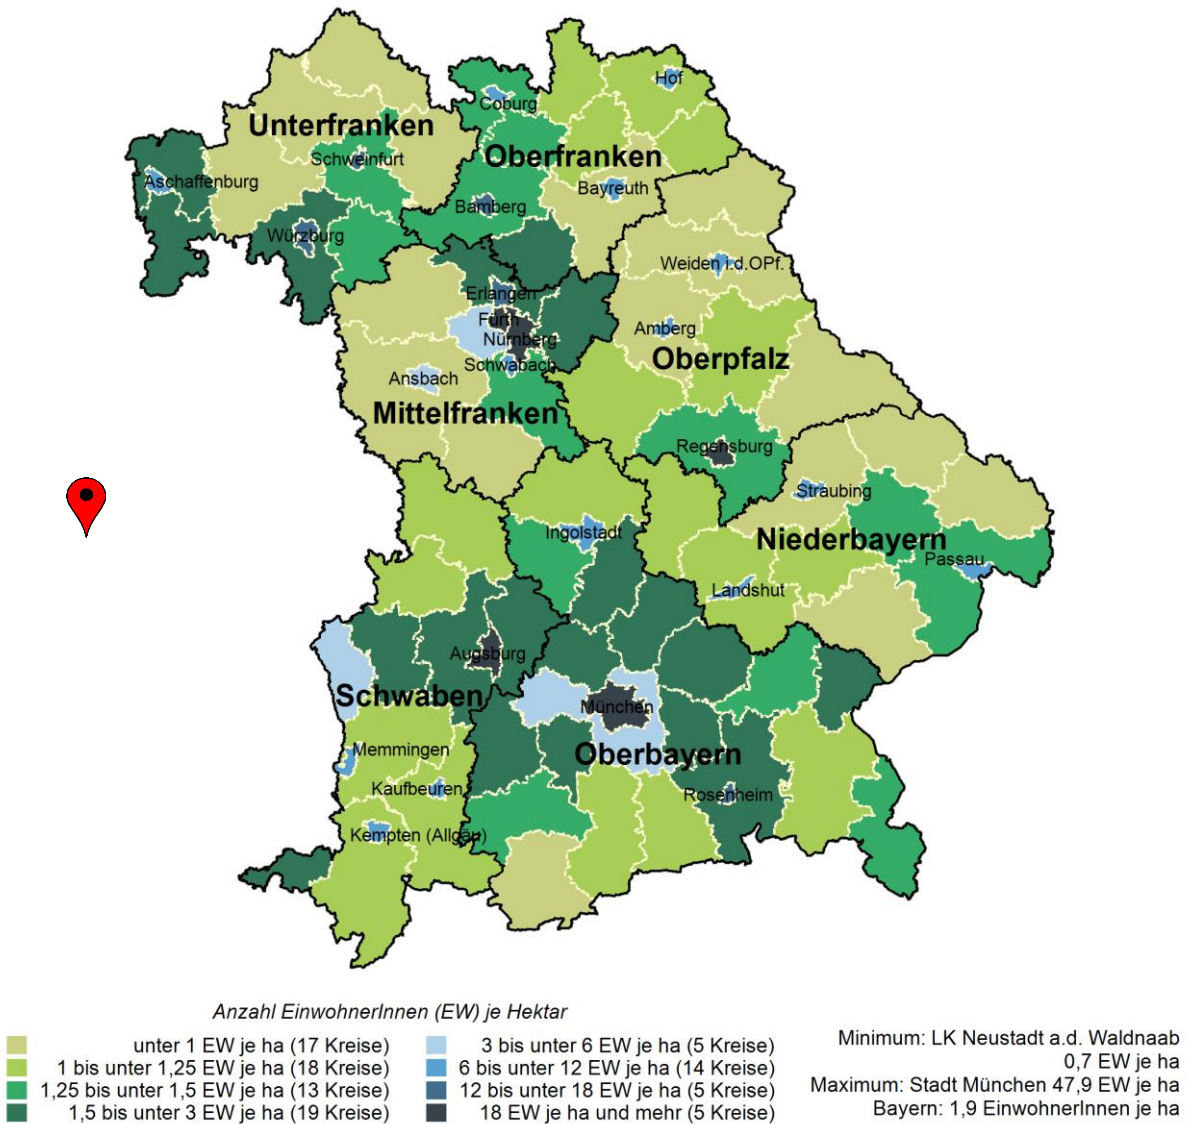 Hof
Coburg
Unterfranken
Oberfranken
Schweinfurt
Aschaffenburg
Bayreuth
Bamberg
Würzburg
Weiden i.d.OPf.
Erlangen
Fürth
Amberg
Nürnberg
Oberpfalz
Schwabach
Ansbach
Mittelfranken
Regensburg
Straubing
Ingolstadt
Niederbayern
Passau
Landshut
Augsburg
Schwaben
München
Memmingen
Oberbayern
Kaufbeuren
Rosenheim
Kempten (Allgäu)
Anzahl EinwohnerInnen (EW) je Hektar
unter 1 EW je ha (17 Kreise)
1 bis unter 1,25 EW je ha (18 Kreise)
1,25 bis unter 1,5 EW je ha (13 Kreise)
1,5 bis unter 3 EW je ha (19 Kreise)
3 bis unter 6 EW je ha (5 Kreise)
6 bis unter 12 EW je ha (14 Kreise)
12 bis unter 18 EW je ha (5 Kreise)
18 EW je ha und mehr (5 Kreise)
Minimum: LK Neustadt a.d. Waldnaab
0,7 EW je ha
Maximum: Stadt München 47,9 EW je ha
Bayern: 1,9 EinwohnerInnen je ha